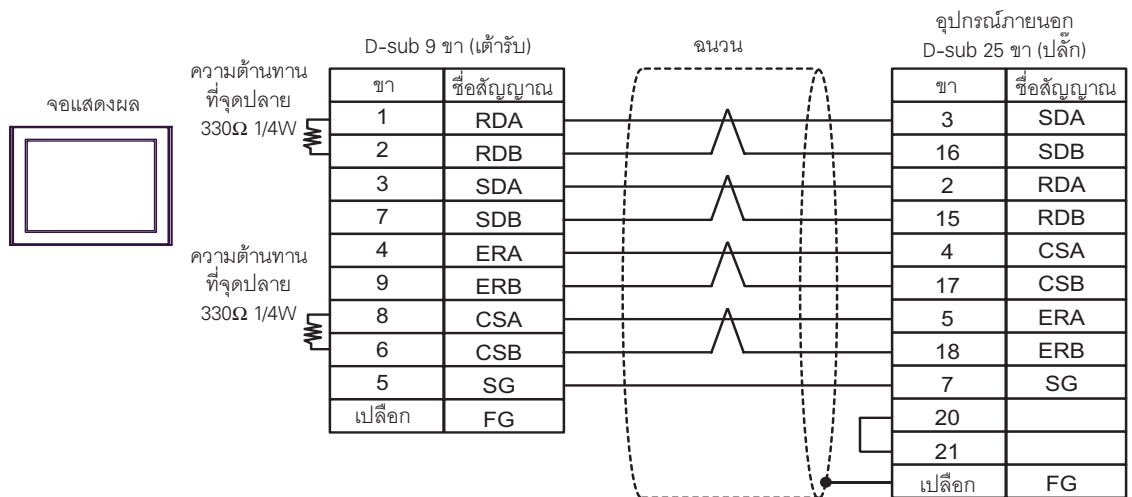 อุปกรณ์ภายนอก
D-sub 9 ขา (เต้ารับ) ฉนวน D-sub 25 ขา (ปลั๊ก)
จอแสดงผล
ความต้านทาน
ที่จุดปลาย
330Ω 1/4W
ความต้านทาน
ที่จุดปลาย
330Ω 1/4W
ขา ชื่อสัญญาณ ขา ชื่อสัญญาณ
1 RDA 3 SDA
2 RDB 16 SDB
3 SDA 2 RDA
7 SDB 15 RDB
4 ERA 4 CSA
9 ERB 17 CSB
8 CSA 5 ERA
6 CSB 18 ERB
5 SG 7 SG
เปลือก FG 20
21
เปลือก FG